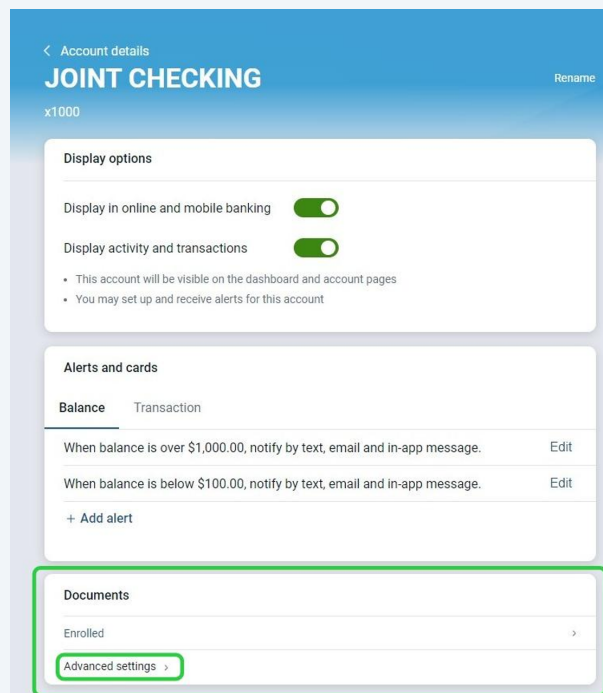 Account details
JOINT CHECKING
Rename
x1000
Display options
Display in online and mobile banking
Display activity and transactions
• This account will be visible on the dashboard and account pages
• You may set up and receive alerts for this account
Alerts and cards
Balance Transaction
When balance is over $1,000.00, notify by text, email and in-app message. Edit
When balance is below $100.00, notify by text, email and in-app message. Edit
+ Add alert
Documents
Enrolled
Advanced settings